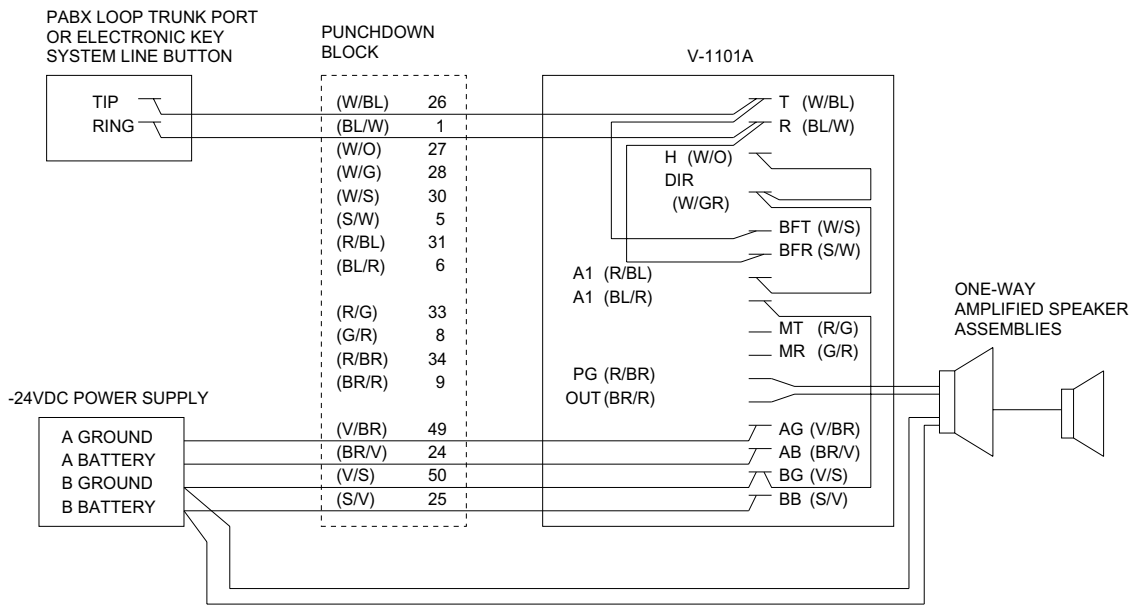 PABX LOOP TRUNK PORT
OR ELECTRONIC KEY
SYSTEM LINE BUTTON
TIP
RING
PUNCHDOWN
BLOCK
(W/BL) 26
(BL/W) 1
(W/O) 27
(W/G) 28
(W/S) 30
(S/W) 5
(R/BL) 31
(BL/R) 6
(R/G) 33
(G/R) 8
(R/BR) 34
(BR/R) 9
(V/BR) 49
(BR/V) 24
(V/S) 50
(S/V) 25
V-1101A
T (W/BL)
R (BL/W)
H (W/O)
DIR
(W/GR)
BFT (W/S)
BFR (S/W)
A1 (R/BL)
A1 (BL/R)
MT (R/G)
MR (G/R)
PG (R/BR)
OUT (BR/R)
AG (V/BR)
AB (BR/V)
BG (V/S)
BB (S/V)
ONE-WAY
AMPLIFIED SPEAKER
ASSEMBLIES
-24VDC POWER SUPPLY
A GROUND
A BATTERY
B GROUND
B BATTERY